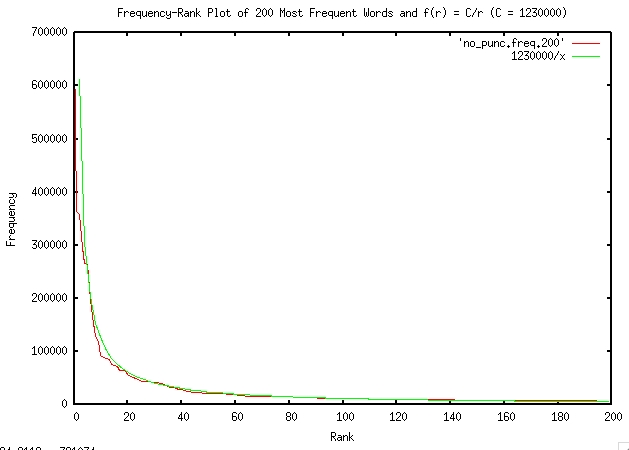 Frequency-Rank Plot of 200 Most Frequent Words and f(r) = C/r (C = 1230000)
700000
'no_punc.freq.200'
1230000/x
600000
500000
400000
300000
200000
100000
0
Frequency
0 20 40 60 80 100 120 140 160 180 200
Rank